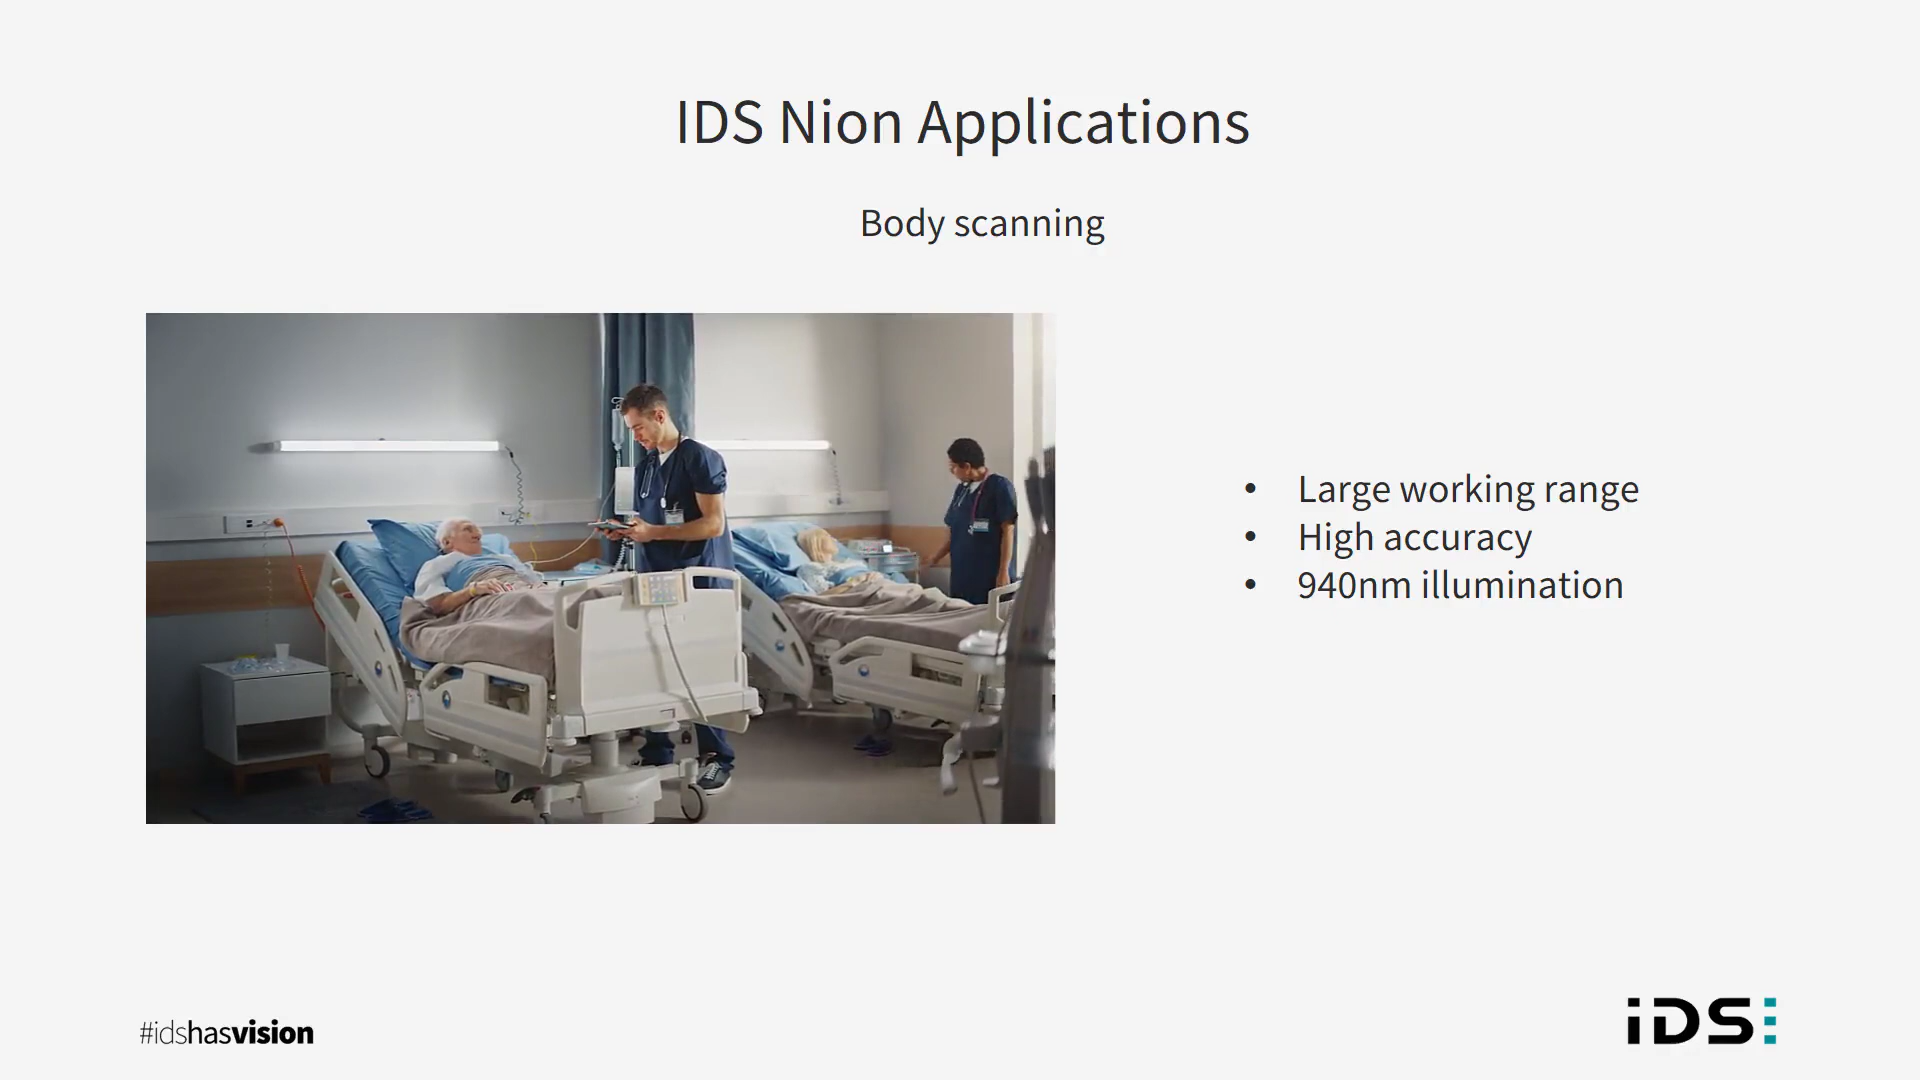 IDS Nion Applications
Body scanning
• Large working range
• High accuracy
• 940nm illumination
#idshasvision
iDS